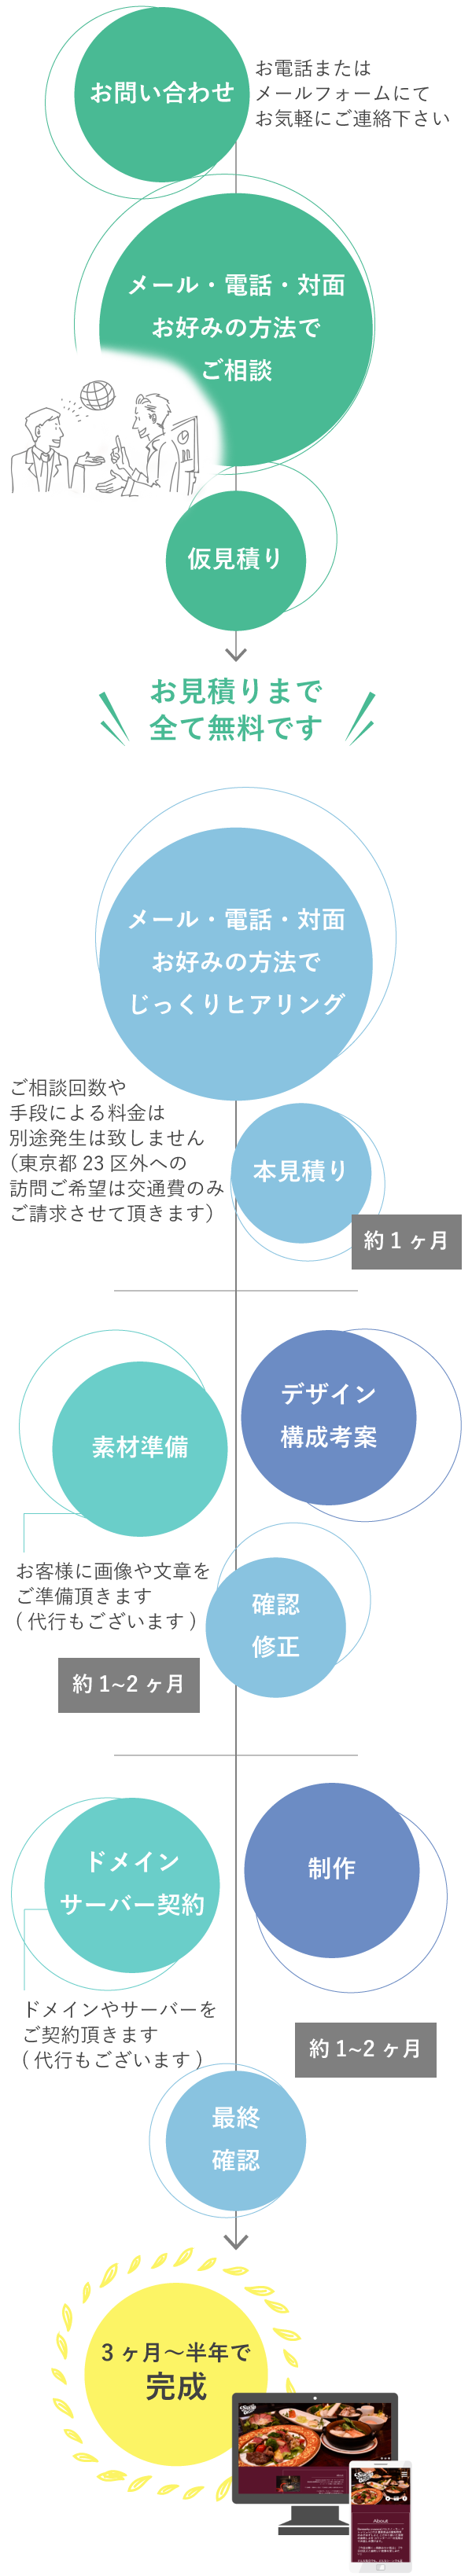 お問い合わせ
お電話または
メールフォームにて
お気軽にご連絡下さい
メール・電話・対面
お好みの方法で
ご相談
仮見積り
お見積りまで
全て無料です
メール・電話・対面
お好みの方法で
じっくりヒアリング
ご相談回数や
手段による料金は
別途発生は致しません
(東京都 23 区外への
訪問ご希望は交通費のみ
ご請求させて頂きます)
本見積り
約 1 ヶ月
素材準備
デザイン
構成考案
お客様に画像や文章を
ご準備頂きます
( 代行もございます )
確認
修正
約 1~2 ヶ月
ドメイン
サーバー契約
制作
ドメインやサーバーを
ご契約頂きます
( 代行もございます )
約 1~2 ヶ月
最終
確認
3 ヶ月〜半年で
完成
About